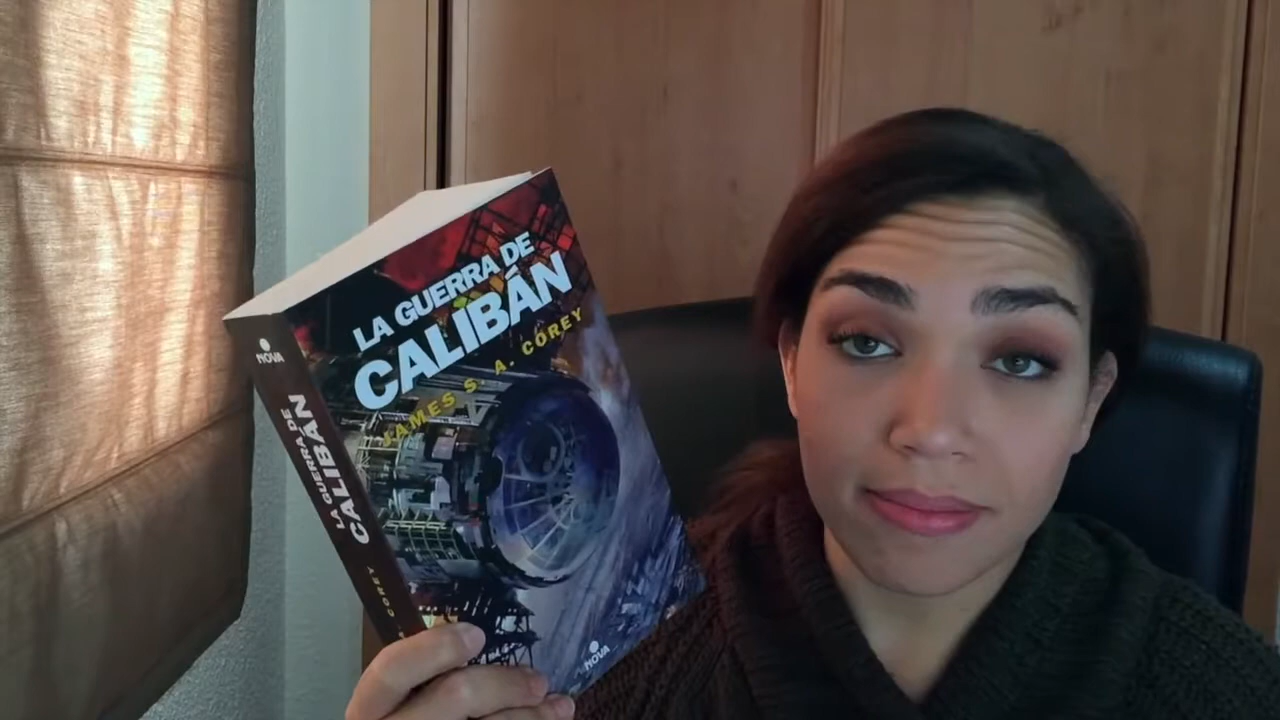 LA GUERRA DE
CALIBÁN
JAMES S. A. COREY
NOVA
NOVA
LA GUERRA DE
CALIBÁN
COREY